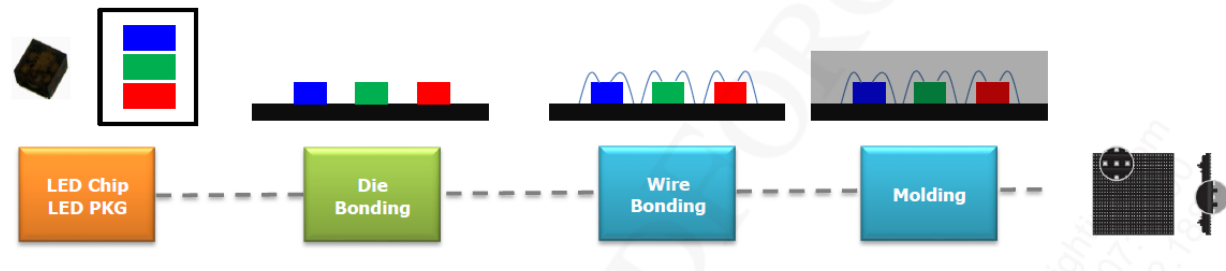 LED Chip
LED PKG
Die
Bonding
Wire
Bonding
Molding